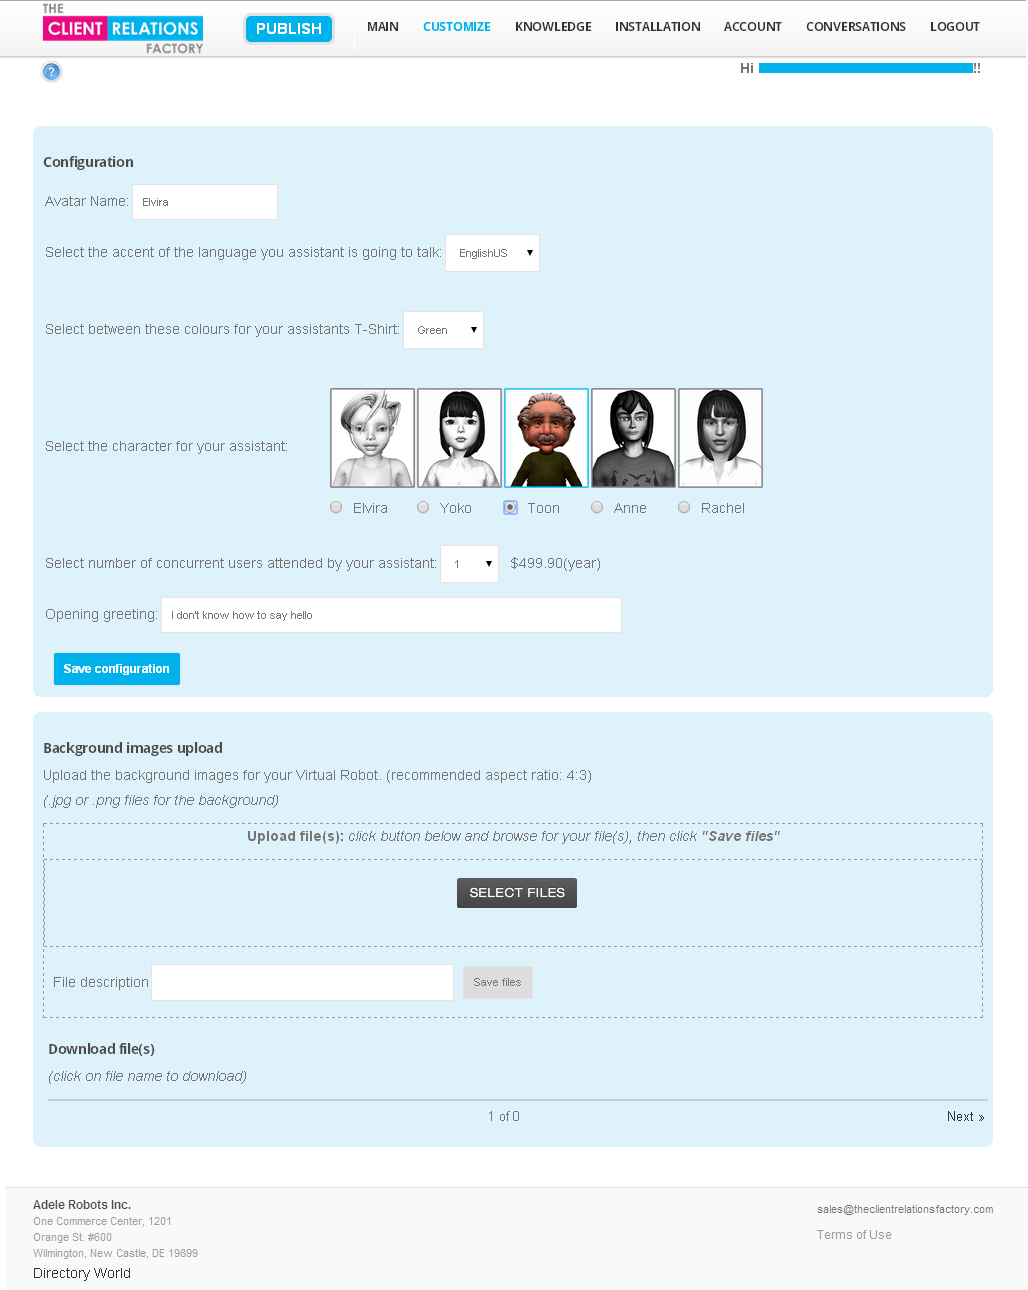 THE
CLIENT RELATIONS
FACTORY
PUBLISH
MAIN CUSTOMIZE KNOWLEDGE INSTALLATION ACCOUNT CONVERSATIONS LOGOUT
?
Hi !!
Configuration
Avatar Name: Elvira
Select the accent of the language you assistant is going to talk: EnglishUS
Select between these colours for your assistants T-Shirt: Green
Select the character for your assistant:
Elvira Yoko Toon Anne Rachel
Select number of concurrent users attended by your assistant: 1 $499.90(year)
Opening greeting: I don't know how to say hello
Save configuration
Background images upload
Upload the background images for your Virtual Robot. (recommended aspect ratio: 4:3)
(.jpg or .png files for the background)
Upload file(s): click button below and browse for your file(s), then click "Save files"
SELECT FILES
File description Save files
Download file(s)
(click on file name to download)
1 of 0 Next »
Adele Robots Inc.
One Commerce Center, 1201
Orange St. #600
Wilmington, New Castle, DE 19899
Directory World
sales@theclientrelationsfactory.com
Terms of Use